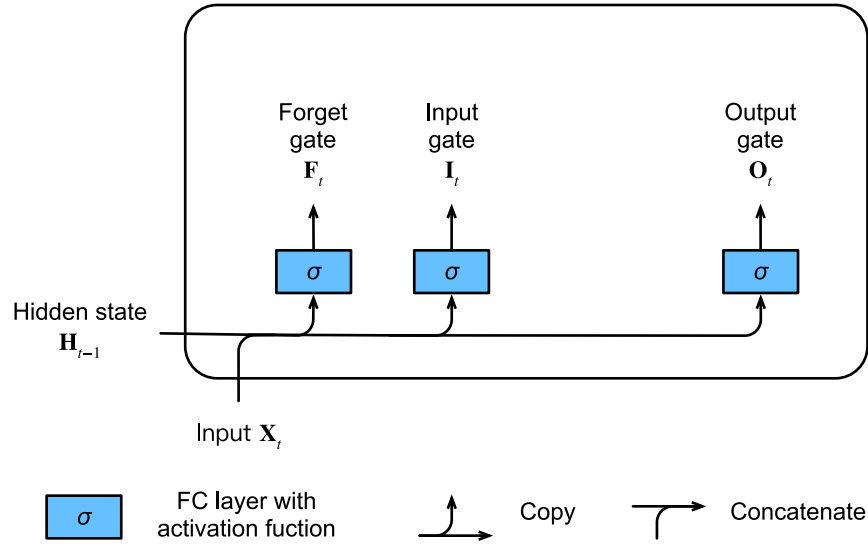 Forget gate F_t
Input gate I_t
Output gate O_t
σ
σ
σ
Hidden state H_{t−1}
Input X_t
σ
FC layer with
activation fuction
Copy
Concatenate